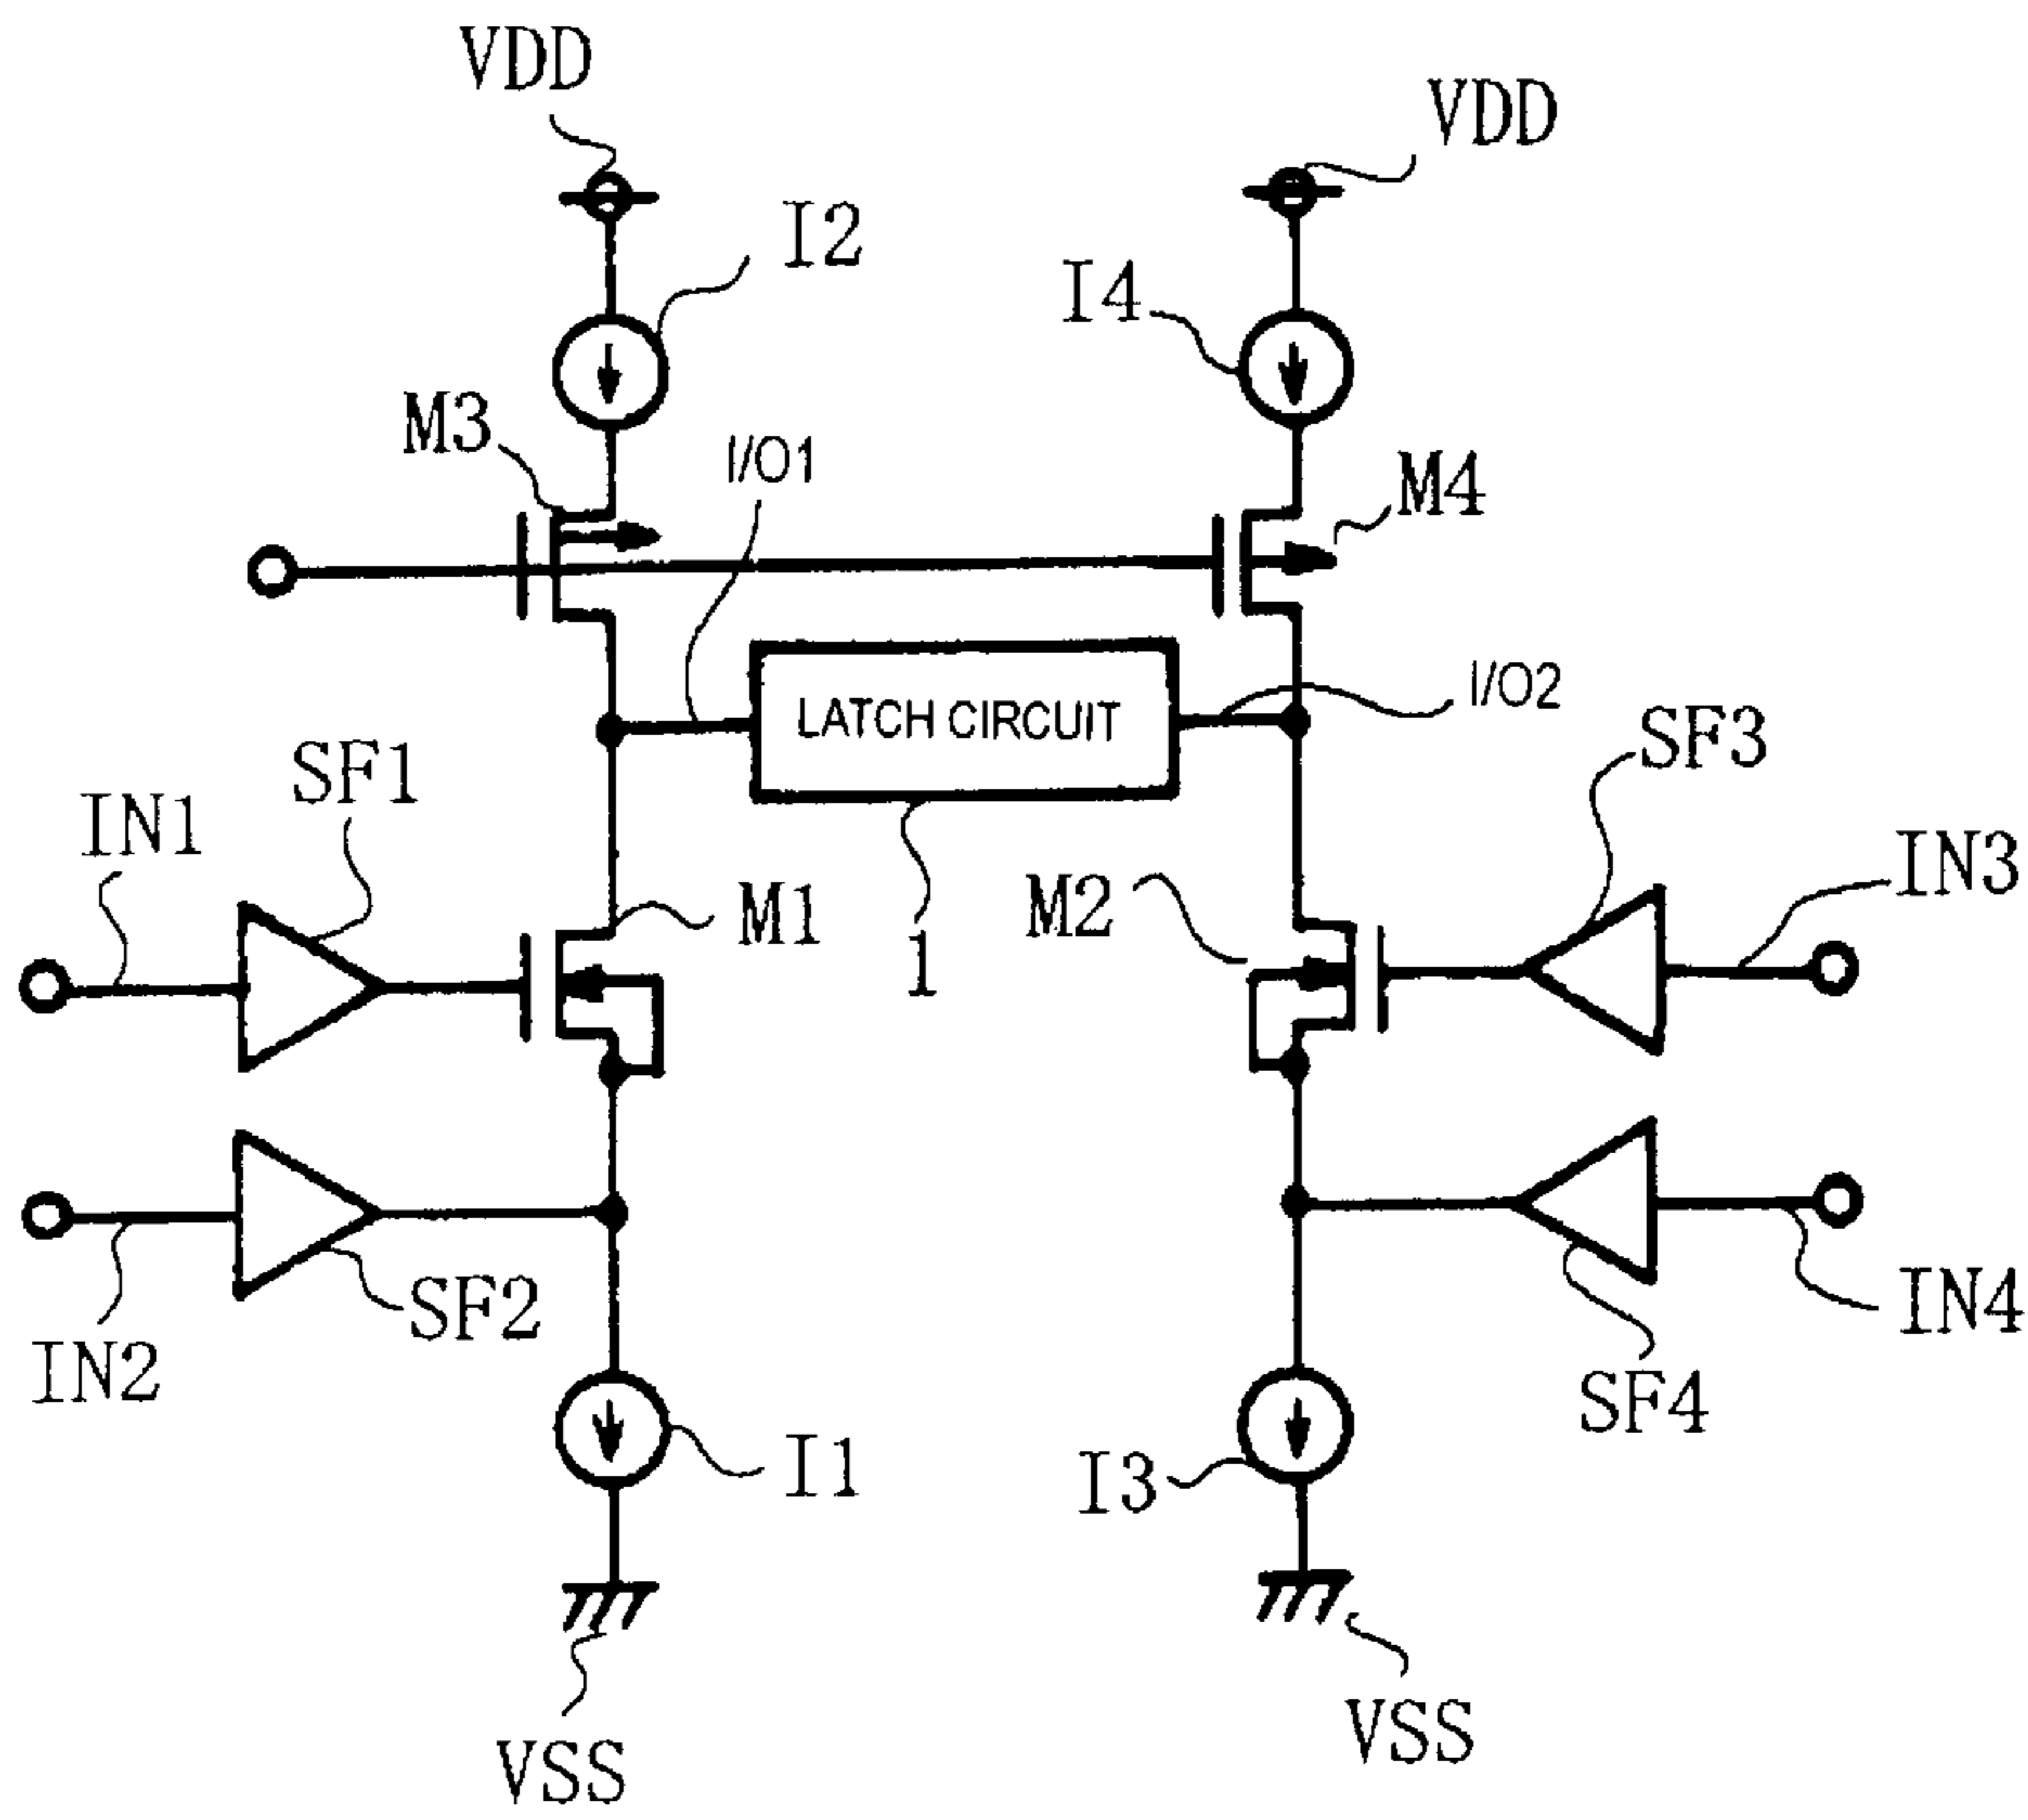 VDD
VDD
I2
I4
M3
I/O1
M4
LATCH CIRCUIT
I/O2
SF1
SF3
IN1
IN3
M1
M2
1
SF2
IN2
IN4
SF4
I1
I3
VSS
VSS